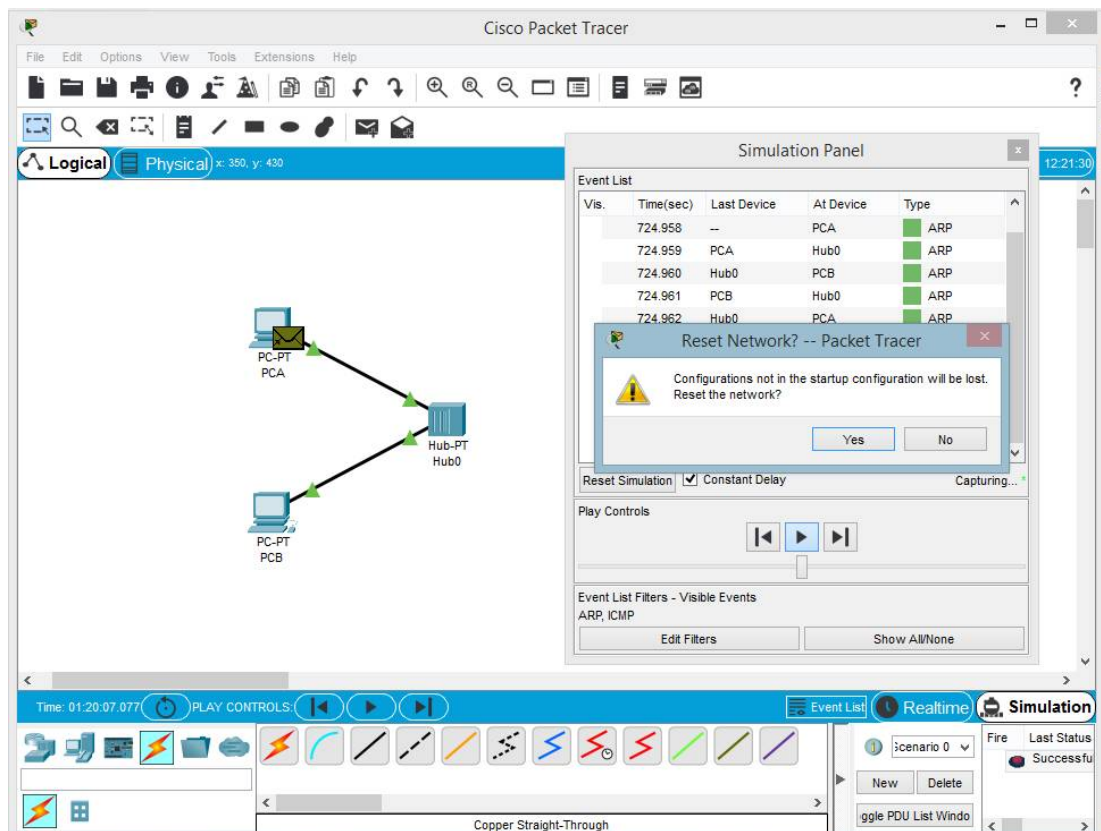 Cisco Packet Tracer
File Edit Options View Tools Extensions Help
?
Logical Physical x: 350, y: 430
12:21:30
Simulation Panel
x
Event List
Vis. Time(sec) Last Device At Device Type
724.958 -- PCA ARP
724.959 PCA Hub0 ARP
724.960 Hub0 PCB ARP
724.961 PCB Hub0 ARP
724.962 Hub0 PCA ARP
Reset Network? -- Packet Tracer
Configurations not in the startup configuration will be lost.
Reset the network?
Yes No
Reset Simulation Constant Delay Capturing...
Play Controls
Event List Filters - Visible Events
ARP, ICMP
Edit Filters Show All/None
PC-PT
PCA
Hub-PT
Hub0
PC-PT
PCB
Time: 01:20:07.077 PLAY CONTROLS: Event List Realtime Simulation
Scenario 0 Fire Last Status
Successfu
New Delete
ggle PDU List Windo
Copper Straight-Through